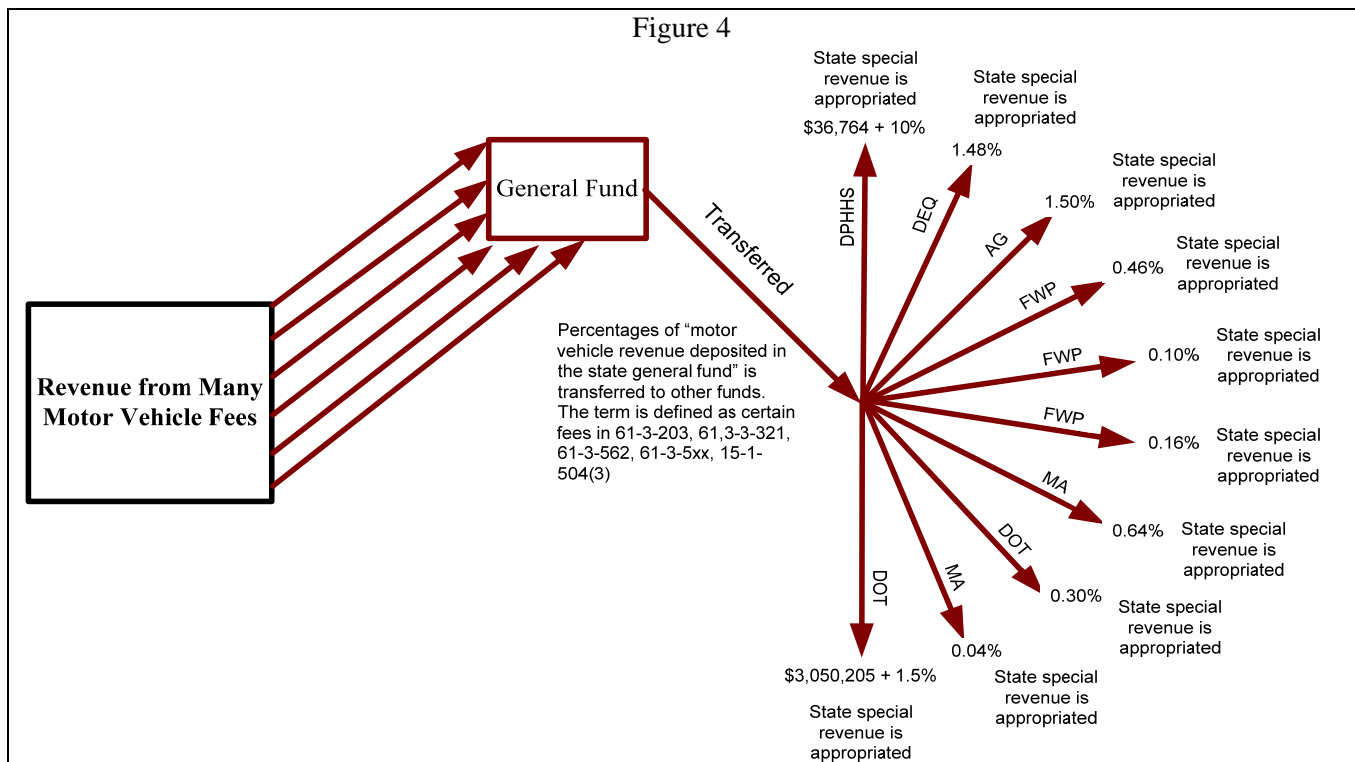 Figure 4
State special
revenue is
appropriated
$36,764 + 10%
State special
revenue is
appropriated
1.48%
State special
revenue is
appropriated
1.50%
State special
revenue is
appropriated
0.46%
State special
revenue is
appropriated
0.10%
State special
revenue is
appropriated
0.16%
State special
revenue is
appropriated
0.64%
State special
revenue is
appropriated
0.30%
State special
revenue is
appropriated
0.04%
$3,050,205 + 1.5%
State special
revenue is
appropriated
General Fund
Transferred
DPHHS
DEQ
AG
FWP
FWP
FWP
MA
DOT
MA
DOT
Revenue from Many
Motor Vehicle Fees
Percentages of “motor
vehicle revenue deposited in
the state general fund” is
transferred to other funds.
The term is defined as certain
fees in 61-3-203, 61,3-3-321,
61-3-562, 61-3-5xx, 15-1-
504(3)